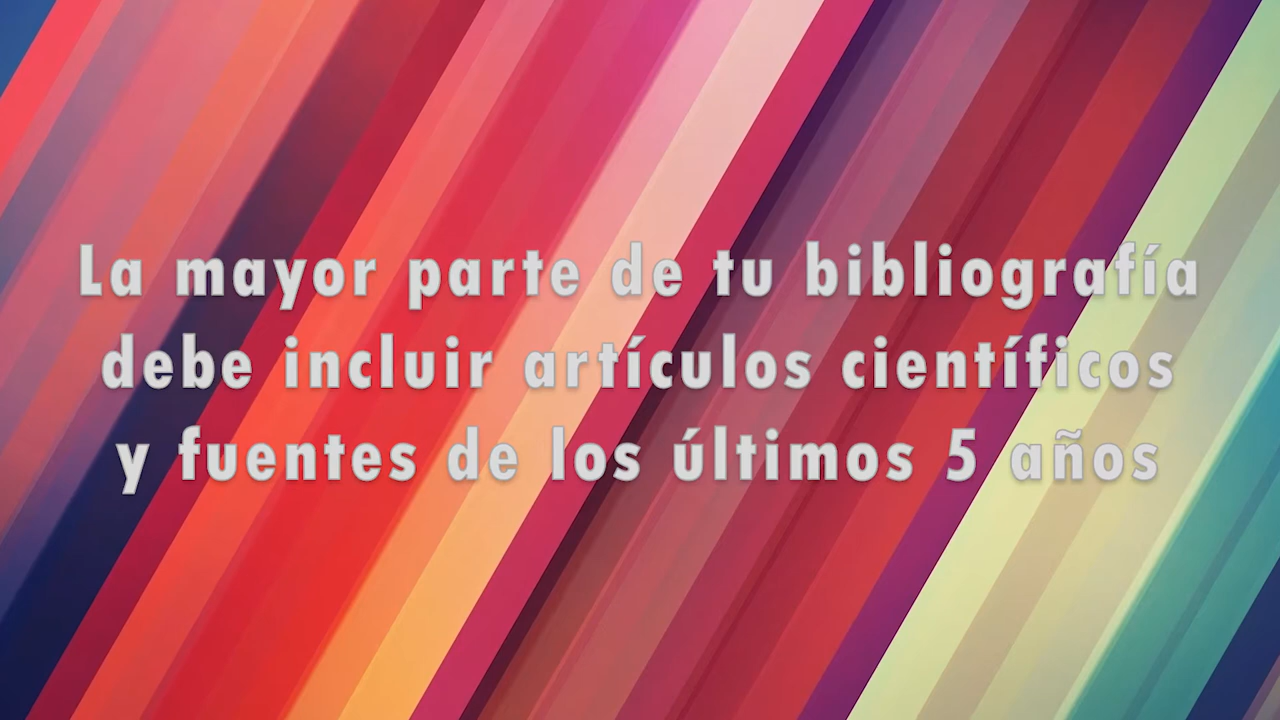 La mayor parte de tu bibliografía
debe incluir artículos científicos
y fuentes de los últimos 5 años